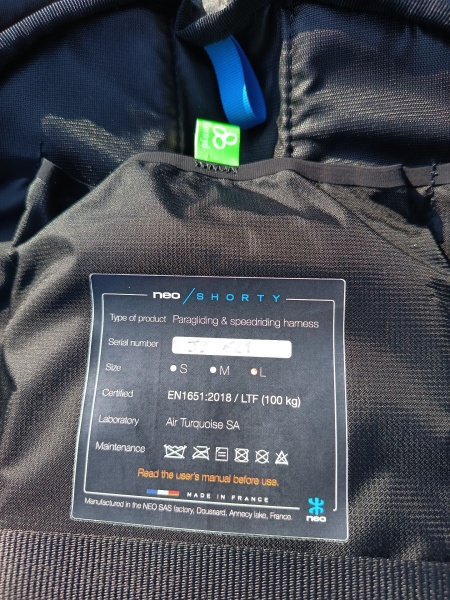 neo / SHORTY
Type of product Paragliding & speedriding harness
Serial number
Size S M L
Certified EN1651:2018 / LTF (100 kg)
Laboratory Air Turquoise SA
Maintenance
Read the user's manual before use.
MADE IN FRANCE
Manufactured in the NEO SAS factory, Doussard, Annecy lake, France.
neo